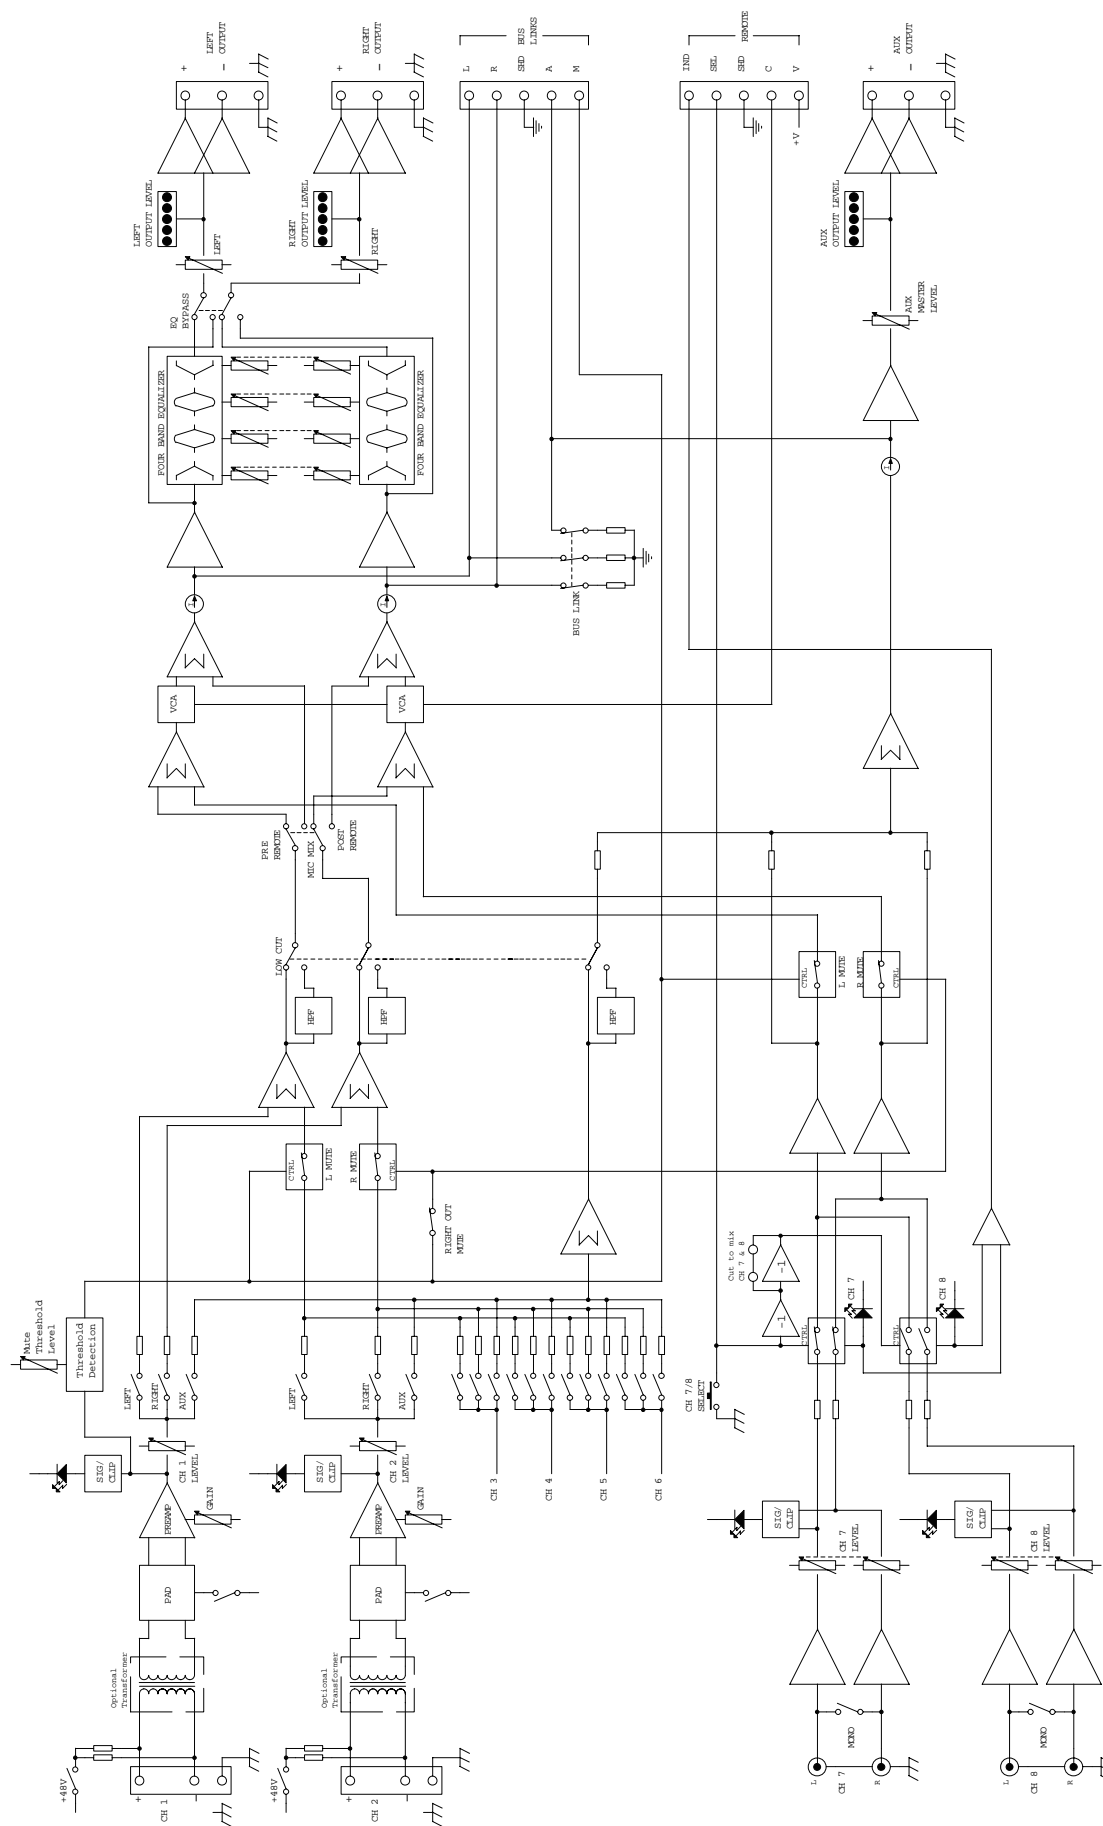 LEFT
OUTPUT
+
−
RIGHT
OUTPUT
+
−
BUS
LINKS
L
R
SHD
A
M
REMOTE
IND
SEL
SHD
C
V
+V
AUX
OUTPUT
+
−
LEFT
OUTPUT LEVEL
RIGHT
OUTPUT LEVEL
AUX
OUTPUT LEVEL
LEFT
RIGHT
EQ
BYPASS
AUX
MASTER
LEVEL
FOUR BAND EQUALIZER
FOUR BAND EQUALIZER
I
I
I
BUS LINK
VCA
VCA
Σ
Σ
Σ
Σ
Σ
PRE
REMOTE
MIC MIX
POST
REMOTE
LOW CUT
HPF
HPF
HPF
CTRL
L MUTE
R MUTE
CTRL
Σ
Σ
CTRL
L MUTE
R MUTE
CTRL
RIGHT OUT
MUTE
Σ
Cut to mix
CH 7 & 8
-1
-1
CH 7
CH 8
CTRL
CTRL
Mute
Threshold
Level
Threshold
Detection
LEFT
RIGHT
AUX
LEFT
RIGHT
AUX
CH 7/8
SELECT
SIG/
CLIP
CH 1
LEVEL
SIG/
CLIP
CH 2
LEVEL
CH 3
CH 4
CH 5
CH 6
PREAMP
GAIN
PREAMP
GAIN
SIG/
CLIP
CH 7
LEVEL
SIG/
CLIP
CH 8
LEVEL
PAD
PAD
Optional
Transformer
Optional
Transformer
MONO
MONO
+48V
+
−
CH 1
+48V
+
−
CH 2
L
CH 7
R
L
CH 8
R